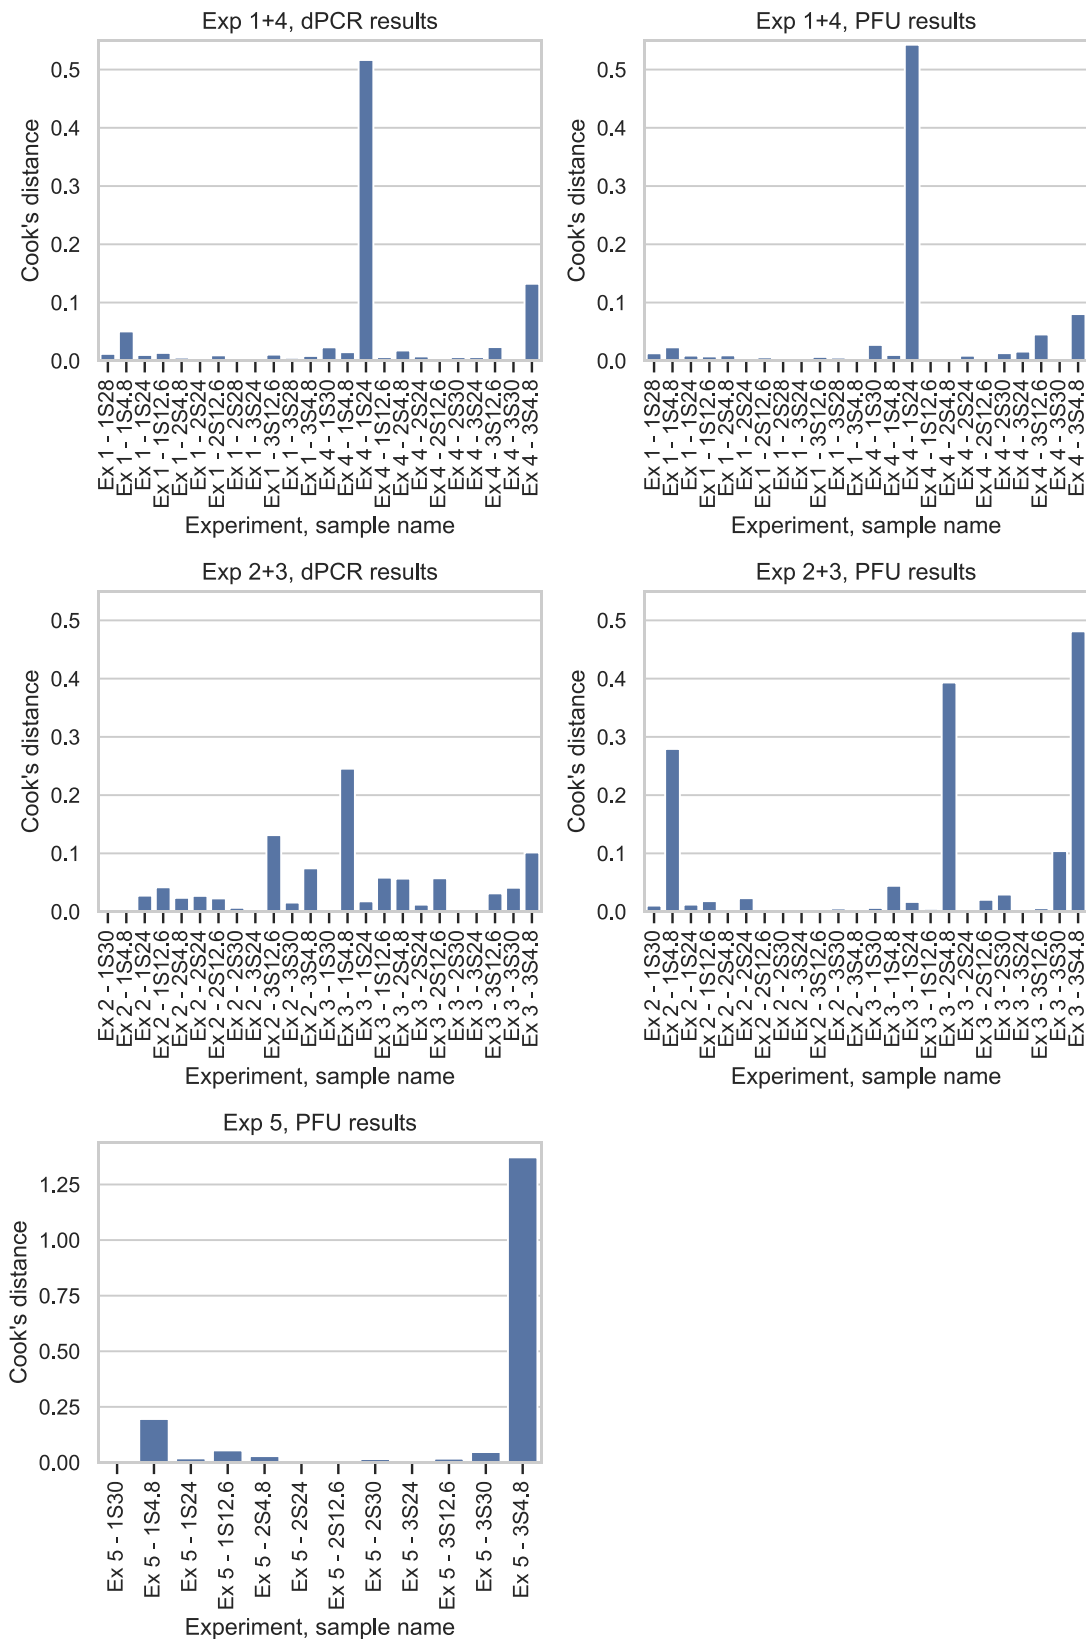 Exp 1+4, dPCR results
Cook's distance
0.5
0.4
0.3
0.2
0.1
0.0
Ex 1 - 1S28
Ex 1 - 1S4.8
Ex 1 - 1S24
Ex 1 - 1S12.6
Ex 1 - 2S4.8
Ex 1 - 2S24
Ex 1 - 2S12.6
Ex 1 - 2S28
Ex 1 - 3S24
Ex 1 - 3S12.6
Ex 1 - 3S28
Ex 1 - 3S4.8
Ex 4 - 1S30
Ex 4 - 1S4.8
Ex 4 - 1S24
Ex 4 - 1S12.6
Ex 4 - 2S4.8
Ex 4 - 2S24
Ex 4 - 2S12.6
Ex 4 - 2S30
Ex 4 - 3S24
Ex 4 - 3S12.6
Ex 4 - 3S30
Ex 4 - 3S4.8
Experiment, sample name
Exp 1+4, PFU results
Cook's distance
0.5
0.4
0.3
0.2
0.1
0.0
Ex 1 - 1S28
Ex 1 - 1S4.8
Ex 1 - 1S24
Ex 1 - 1S12.6
Ex 1 - 2S4.8
Ex 1 - 2S24
Ex 1 - 2S12.6
Ex 1 - 2S28
Ex 1 - 3S24
Ex 1 - 3S12.6
Ex 1 - 3S28
Ex 1 - 3S4.8
Ex 4 - 1S30
Ex 4 - 1S4.8
Ex 4 - 1S24
Ex 4 - 1S12.6
Ex 4 - 2S4.8
Ex 4 - 2S24
Ex 4 - 2S12.6
Ex 4 - 2S30
Ex 4 - 3S24
Ex 4 - 3S12.6
Ex 4 - 3S30
Ex 4 - 3S4.8
Experiment, sample name
Exp 2+3, dPCR results
Cook's distance
0.5
0.4
0.3
0.2
0.1
0.0
Ex 2 - 1S30
Ex 2 - 1S4.8
Ex 2 - 1S24
Ex 2 - 1S12.6
Ex 2 - 2S4.8
Ex 2 - 2S24
Ex 2 - 2S12.6
Ex 2 - 2S30
Ex 2 - 3S24
Ex 2 - 3S12.6
Ex 2 - 3S30
Ex 2 - 3S4.8
Ex 3 - 1S30
Ex 3 - 1S4.8
Ex 3 - 1S24
Ex 3 - 1S12.6
Ex 3 - 2S4.8
Ex 3 - 2S24
Ex 3 - 2S12.6
Ex 3 - 2S30
Ex 3 - 3S24
Ex 3 - 3S12.6
Ex 3 - 3S30
Ex 3 - 3S4.8
Experiment, sample name
Exp 2+3, PFU results
Cook's distance
0.5
0.4
0.3
0.2
0.1
0.0
Ex 2 - 1S30
Ex 2 - 1S4.8
Ex 2 - 1S24
Ex 2 - 1S12.6
Ex 2 - 2S4.8
Ex 2 - 2S24
Ex 2 - 2S12.6
Ex 2 - 2S30
Ex 2 - 3S24
Ex 2 - 3S12.6
Ex 2 - 3S30
Ex 2 - 3S4.8
Ex 3 - 1S30
Ex 3 - 1S4.8
Ex 3 - 1S24
Ex 3 - 1S12.6
Ex 3 - 2S4.8
Ex 3 - 2S24
Ex 3 - 2S12.6
Ex 3 - 2S30
Ex 3 - 3S24
Ex 3 - 3S12.6
Ex 3 - 3S30
Ex 3 - 3S4.8
Experiment, sample name
Exp 5, PFU results
Cook's distance
1.25
1.00
0.75
0.50
0.25
0.00
Ex 5 - 1S30
Ex 5 - 1S4.8
Ex 5 - 1S24
Ex 5 - 1S12.6
Ex 5 - 2S4.8
Ex 5 - 2S24
Ex 5 - 2S12.6
Ex 5 - 2S30
Ex 5 - 3S24
Ex 5 - 3S12.6
Ex 5 - 3S30
Ex 5 - 3S4.8
Experiment, sample name